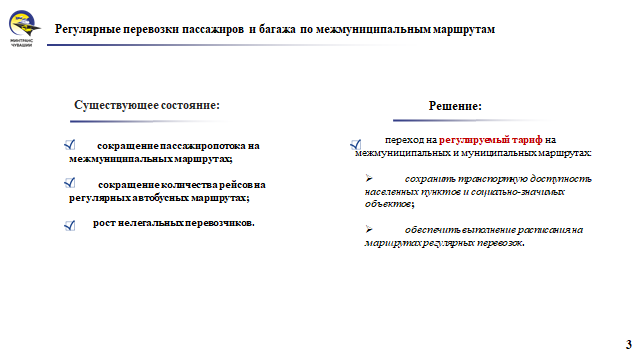 Регулярные перевозки пассажиров и багажа по межмуниципальным маршрутам
МИНТРАНС
ЧУВАШИИ
Существующее состояние:
сокращение пассажиропотока на
межмуниципальных маршрутах;
сокращение количества рейсов на
регулярных автобусных маршрутах;
рост нелегальных перевозчиков.
Решение:
переход на регулируемый тариф на
межмуниципальных и муниципальных маршрутах:
сохранить транспортную доступность
населенных пунктов и социально-значимых
объектов;
обеспечить выполнение расписания на
маршрутах регулярных перевозок.
3